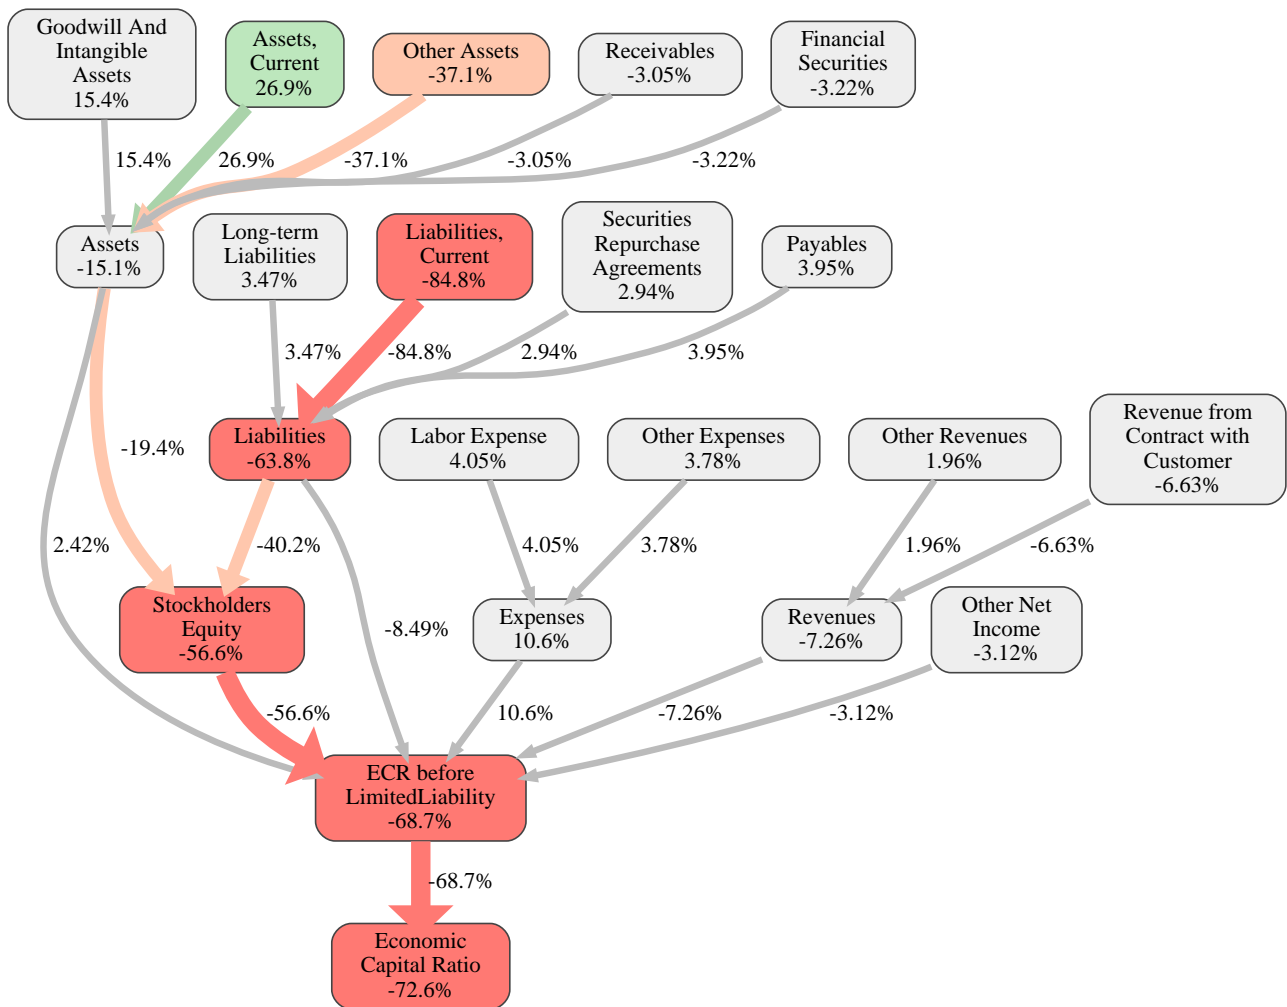 Goodwill And
Intangible
Assets
15.4%
Assets,
Current
26.9%
Other Assets
-37.1%
Receivables
-3.05%
Financial
Securities
-3.22%
15.4%
26.9%
-37.1%
-3.05%
-3.22%
Assets
-15.1%
Long-term
Liabilities
3.47%
Liabilities,
Current
-84.8%
Securities
Repurchase
Agreements
2.94%
Payables
3.95%
3.47%
-84.8%
2.94%
3.95%
Liabilities
-63.8%
Labor Expense
4.05%
Other Expenses
3.78%
Other Revenues
1.96%
Revenue from
Contract with
Customer
-6.63%
-19.4%
2.42%
-40.2%
4.05%
3.78%
1.96%
-6.63%
Stockholders
Equity
-56.6%
-8.49%
Expenses
10.6%
Revenues
-7.26%
Other Net
Income
-3.12%
-56.6%
10.6%
-7.26%
-3.12%
ECR before
LimitedLiability
-68.7%
-68.7%
Economic
Capital Ratio
-72.6%